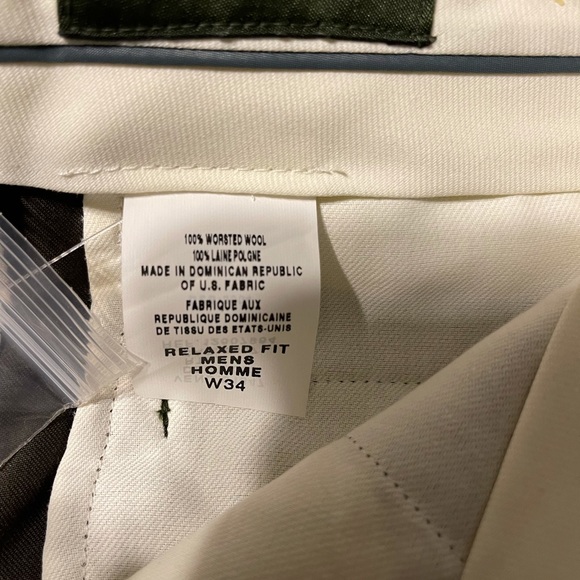 100% WORSTED WOOL
100% LAINE POLGNE
MADE IN DOMINICAN REPUBLIC
OF U.S. FABRIC
FABRIQUE AUX
REPUBLIQUE DOMINICAINE
DE TISSU DES ETATS-UNIS
RELAXED FIT
MENS
HOMME
W34